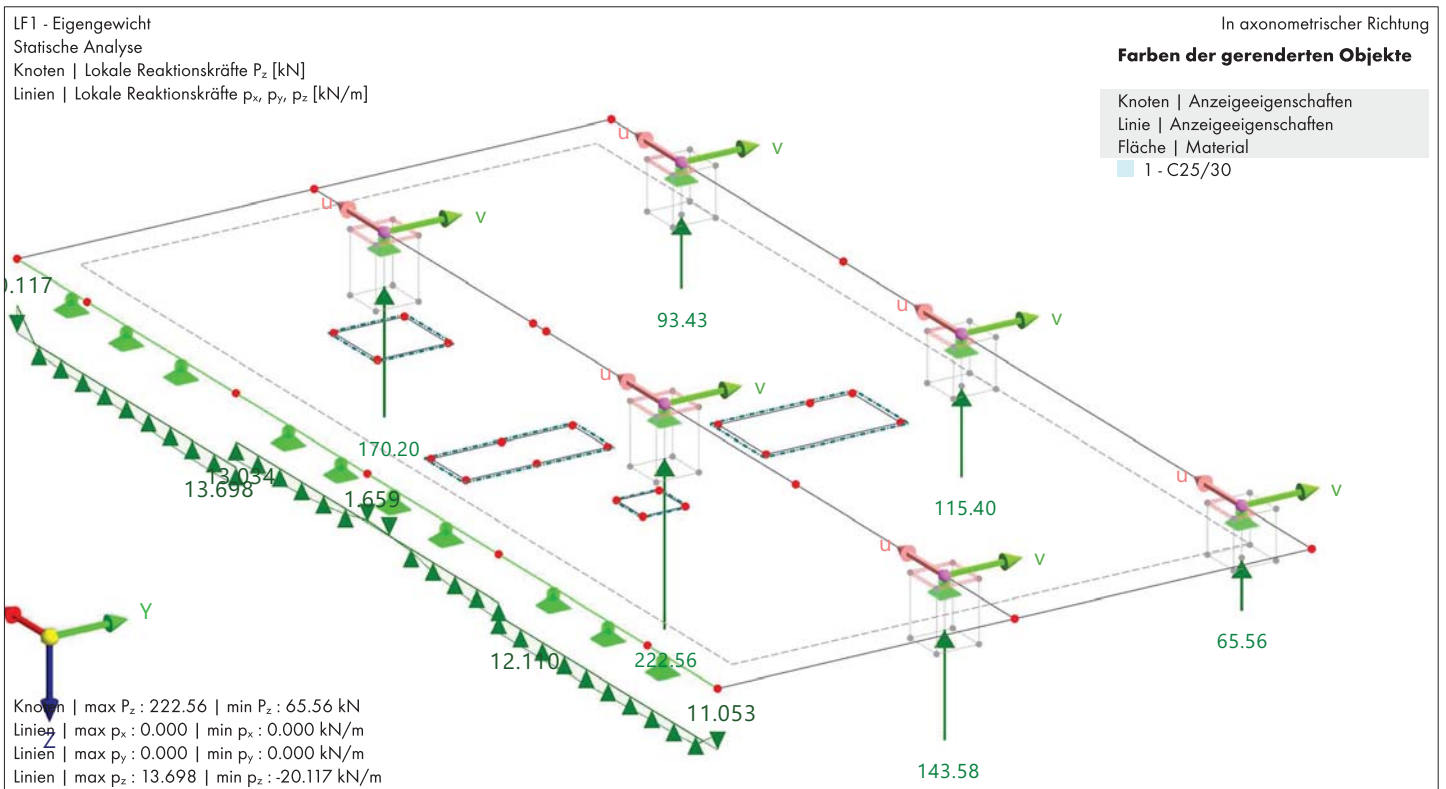 LF1 - Eigengewicht
Statische Analyse
Knoten | Lokale Reaktionskräfte Pz [kN]
Linien | Lokale Reaktionskräfte px, py, pz [kN/m]
In axonometrischer Richtung
Farben der gerenderten Objekte
Knoten | Anzeigeeigenschaften
Linie | Anzeigeeigenschaften
Fläche | Material
1 - C25/30
u
v
u
v
0.117
93.43
u
v
u
v
170.20
13.034
13.698
1.659
115.40
u
v
u
v
Y
65.56
12.110
222.56
11.053
143.58
Z
Knoten | max Pz : 222.56 | min Pz : 65.56 kN
Linien | max px : 0.000 | min px : 0.000 kN/m
Linien | max py : 0.000 | min py : 0.000 kN/m
Linien | max pz : 13.698 | min pz : -20.117 kN/m